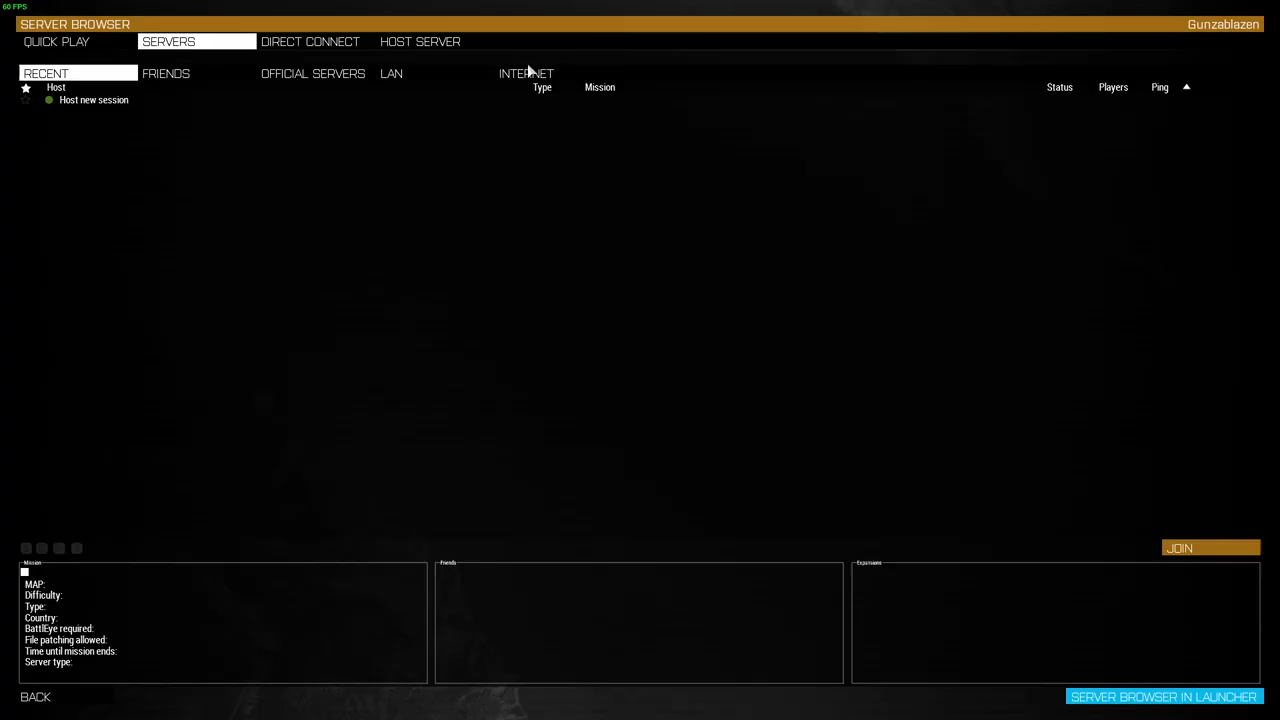 60 FPS
SERVER BROWSER Gunzablazen
QUICK PLAY SERVERS DIRECT CONNECT HOST SERVER
RECENT FRIENDS OFFICIAL SERVERS LAN INTERNET
Host Type Mission Status Players Ping
Host new session
JOIN
Mission Friends Expansions
MAP:
Difficulty:
Type:
Country:
BattlEye required:
File patching allowed:
Time until mission ends:
Server type:
BACK SERVER BROWSER IN LAUNCHER